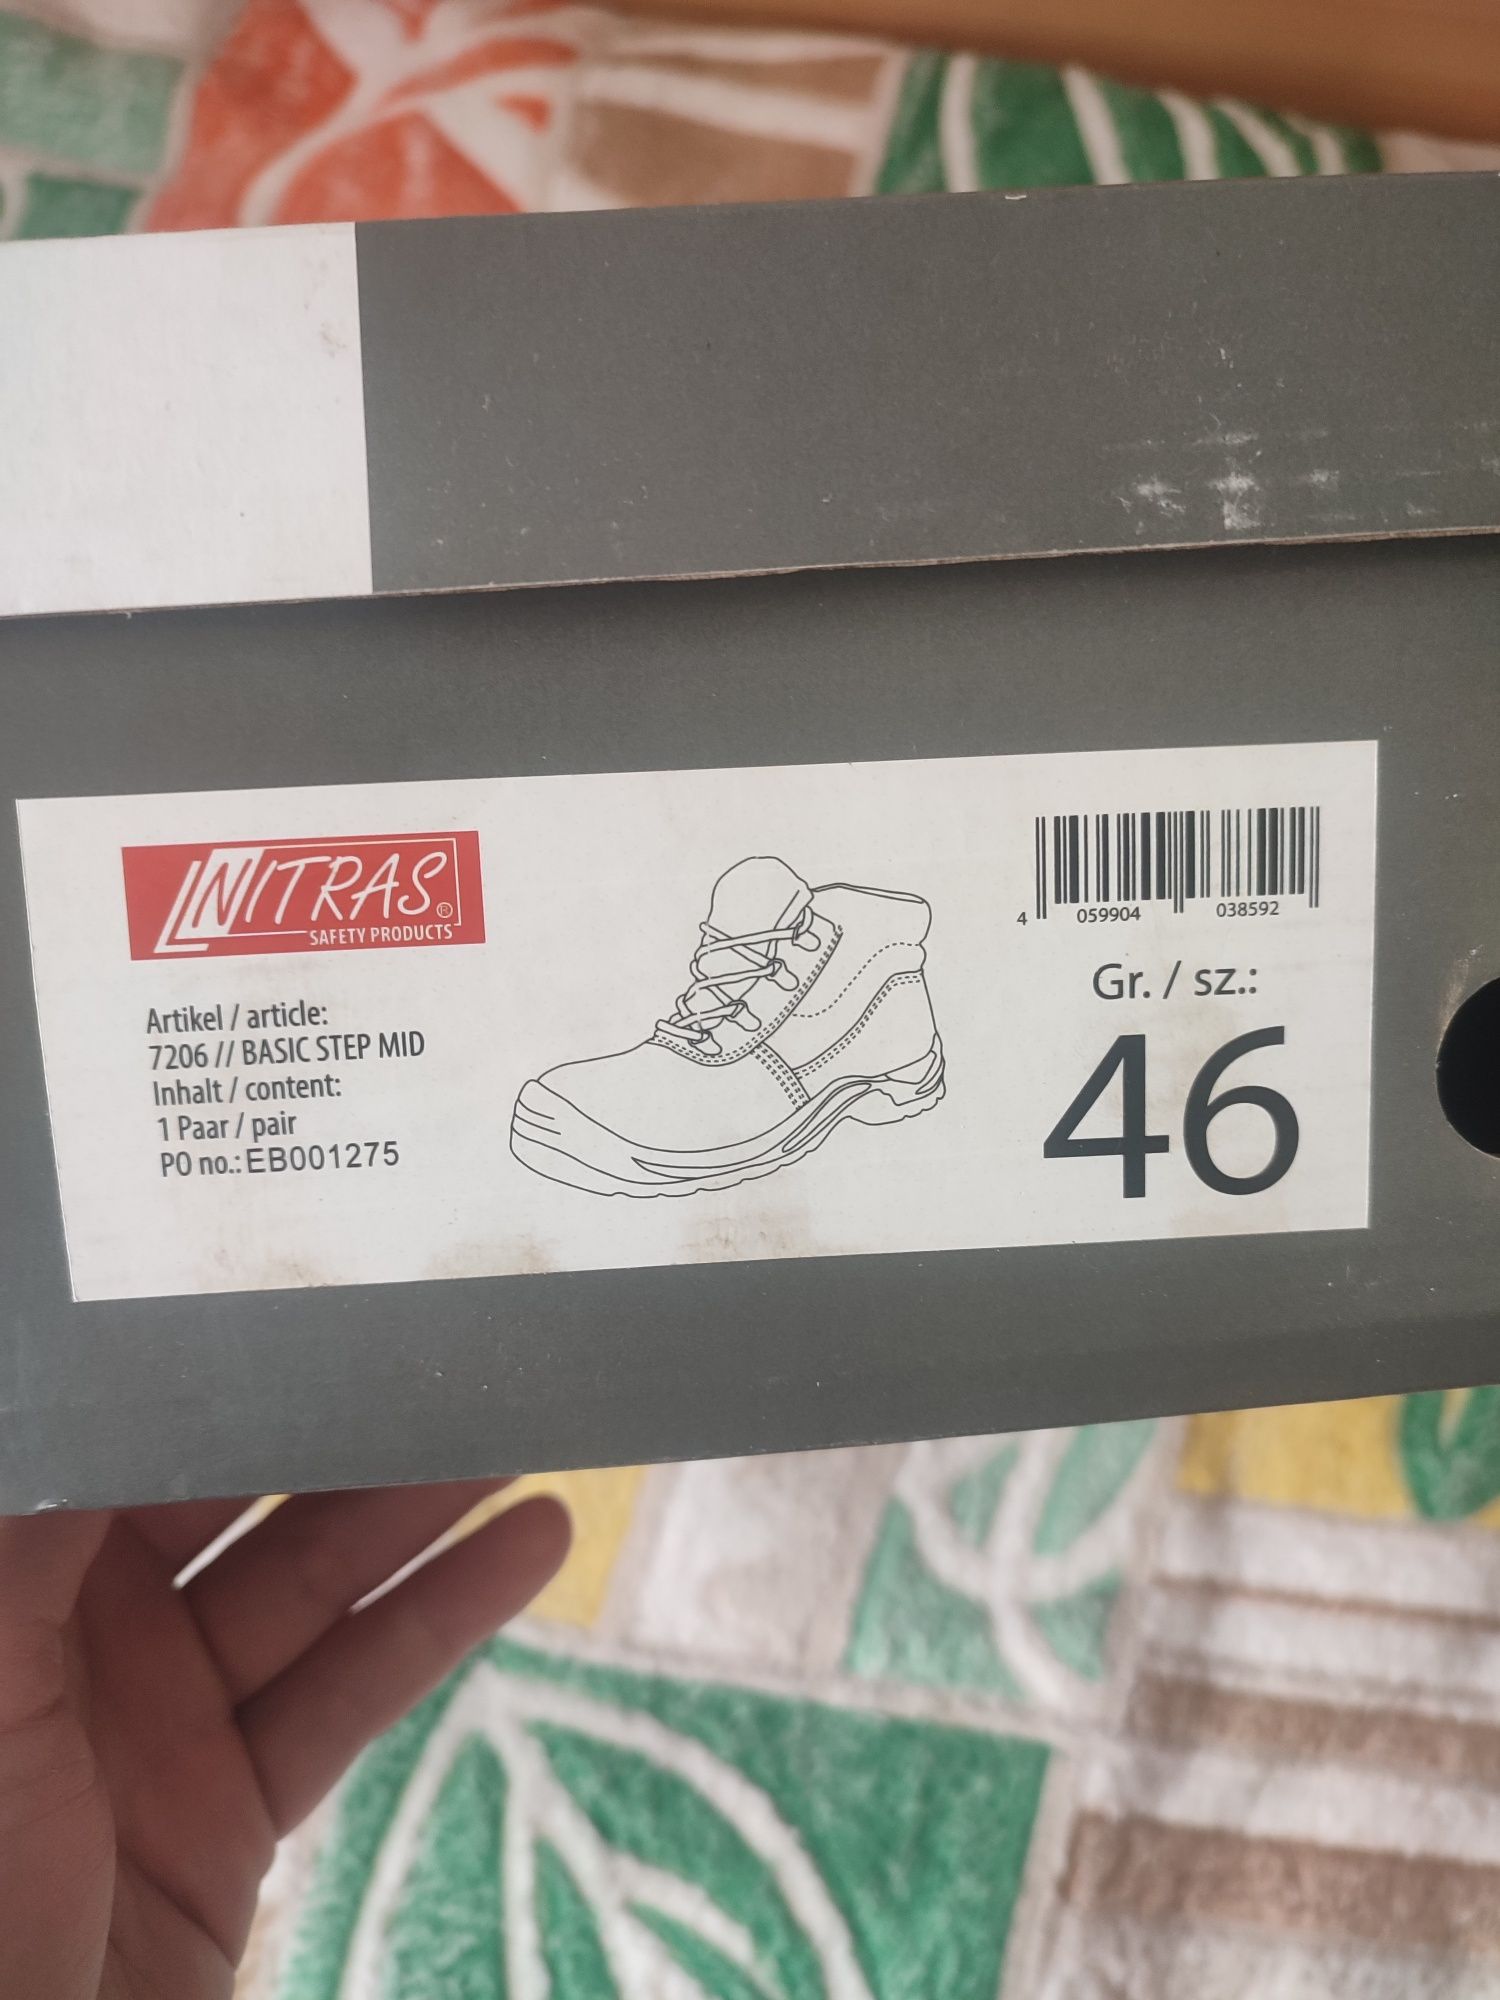 NITRAS®
SAFETY PRODUCTS
Artikel / article:
7206 // BASIC STEP MID
Inhalt / content:
1 Paar / pair
PO no.: EB001275
4 059904 038592
Gr. / sz.:
46